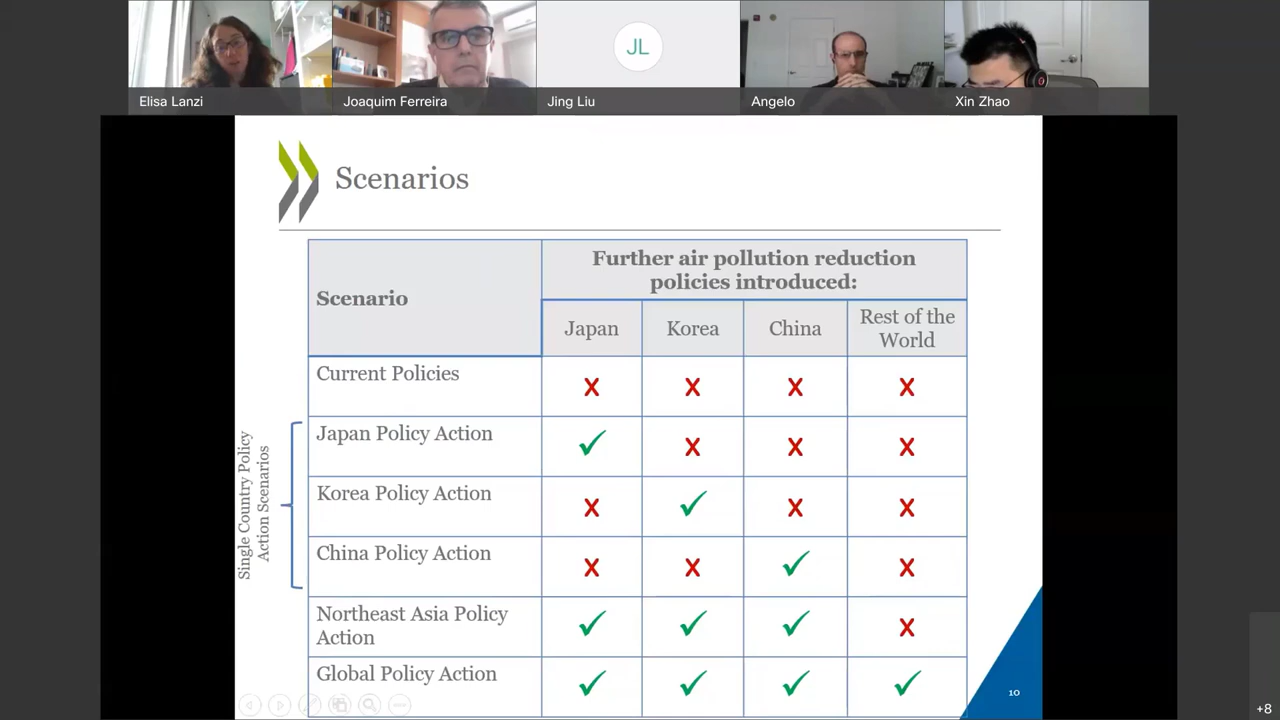 Elisa Lanzi
Joaquim Ferreira
JL
Jing Liu
Angelo
Xin Zhao
Scenarios
Scenario
Further air pollution reduction
policies introduced:
Japan
Korea
China
Rest of the
World
Current Policies
X X X X
Single Country Policy
Action Scenarios
Japan Policy Action
✓ X X X
Korea Policy Action
X ✓ X X
China Policy Action
X X ✓ X
Northeast Asia Policy
Action
✓ ✓ ✓ X
Global Policy Action
✓ ✓ ✓ ✓
10
+8